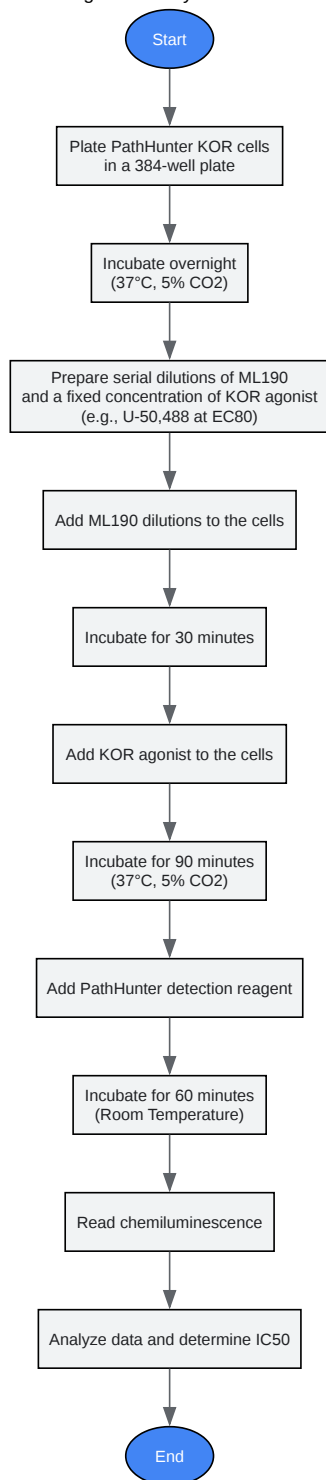 Start
Plate PathHunter KOR cells
in a 384-well plate
Incubate overnight
(37°C, 5% CO2)
Prepare serial dilutions of ML190
and a fixed concentration of KOR agonist
(e.g., U-50,488 at EC80)
Add ML190 dilutions to the cells
Incubate for 30 minutes
Add KOR agonist to the cells
Incubate for 90 minutes
(37°C, 5% CO2)
Add PathHunter detection reagent
Incubate for 60 minutes
(Room Temperature)
Read chemiluminescence
Analyze data and determine IC50
End